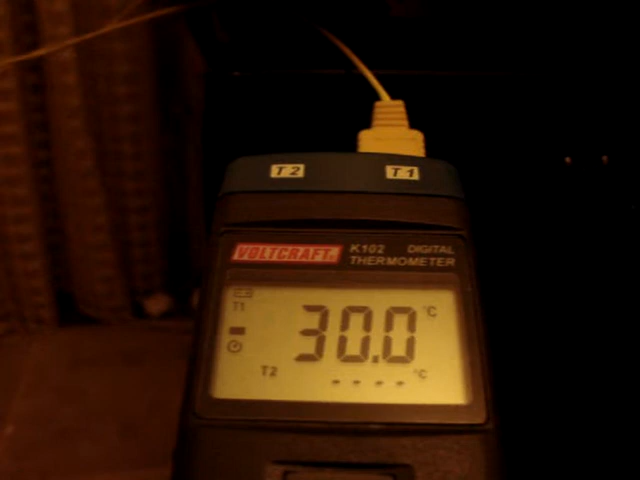 T2 T1
VOLTCRAFT® K102 DIGITAL
THERMOMETER
T1 30.0 °C
T2 - - - - °C